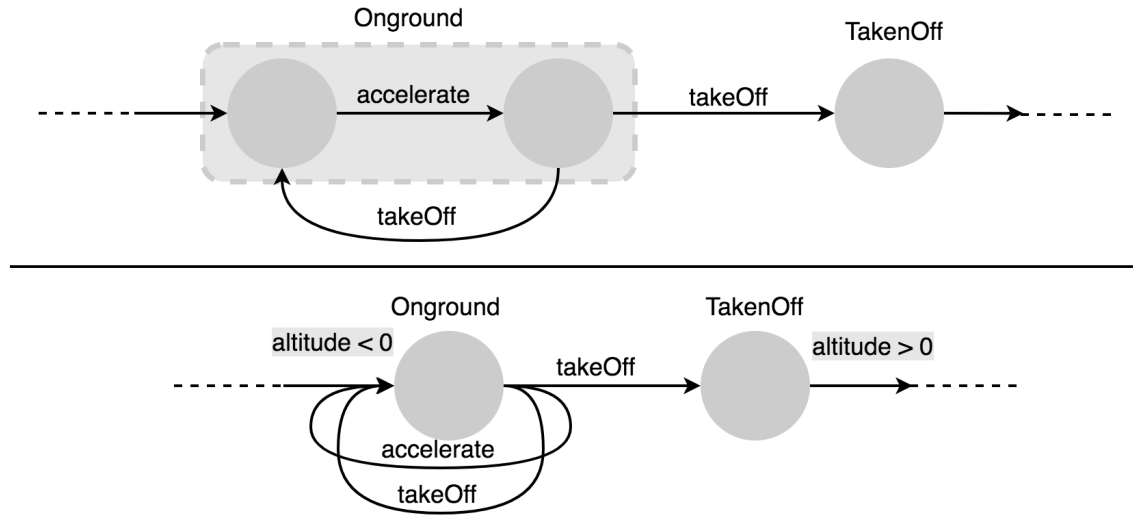 Onground
TakenOff
accelerate
takeOff
takeOff
Onground
TakenOff
altitude < 0
altitude > 0
takeOff
accelerate
takeOff